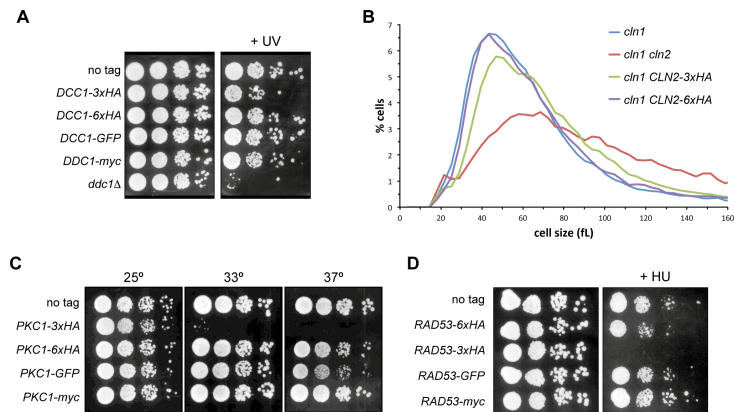 A
+ UV
no tag
DCC1-3xHA
DCC1-6xHA
DCC1-GFP
DDC1-myc
ddc1Δ
B
% cells
7
6
5
4
3
2
1
0
0 20 40 60 80 100 120 140 160
cell size (fL)
cln1
cln1 cln2
cln1 CLN2-3xHA
cln1 CLN2-6xHA
C
25º 33º 37º
no tag
PKC1-3xHA
PKC1-6xHA
PKC1-GFP
PKC1-myc
D
+ HU
no tag
RAD53-6xHA
RAD53-3xHA
RAD53-GFP
RAD53-myc